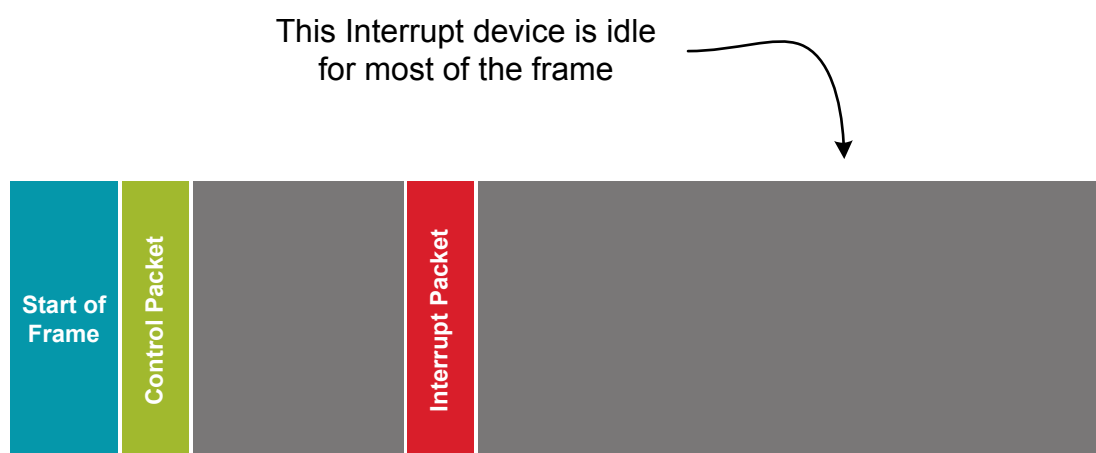 This Interrupt device is idle
for most of the frame
Start of
Frame
Control Packet
Interrupt Packet